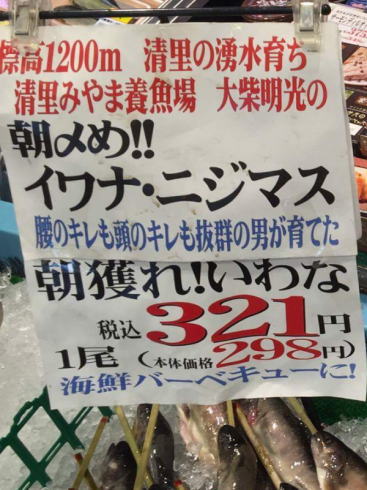 標高1200m 清里の湧水育ち
清里みやま養魚場 大柴明光の
朝〆め!!
イワナ・ニジマス
腰のキレも頭のキレも抜群の男が育てた
朝獲れ!いわな
税込321円
1尾(本体価格298円)
海鮮バーベキューに!